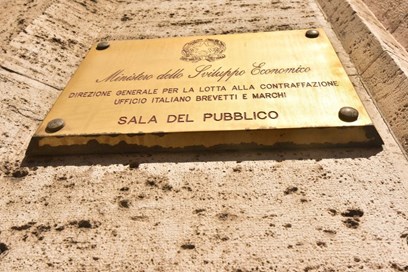 Ministero dello Sviluppo Economico
DIREZIONE GENERALE PER LA LOTTA ALLA CONTRAFFAZIONE
UFFICIO ITALIANO BREVETTI E MARCHI
SALA DEL PUBBLICO